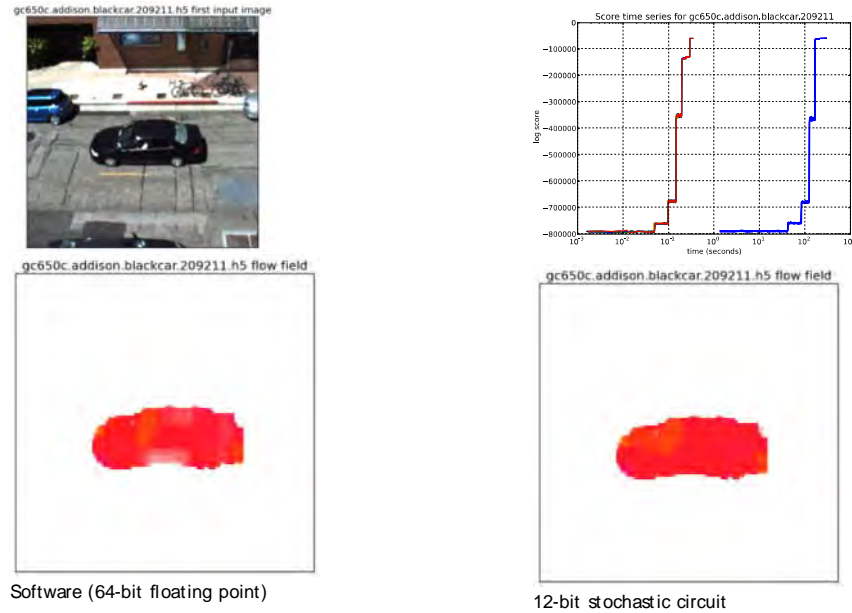 gc650c.addison.blackcar.209211.h5 first input image
Score time series for gc650c.addison.blackcar.209211
0
−100000
−200000
−300000
−400000
−500000
−600000
−700000
−800000
log score
10⁻³ 10⁻² 10⁻¹ 10⁰ 10¹ 10² 10
time (seconds)
gc650c.addison.blackcar.209211.h5 flow field
gc650c.addison.blackcar.209211.h5 flow field
Software (64-bit floating point)
12-bit stochastic circuit